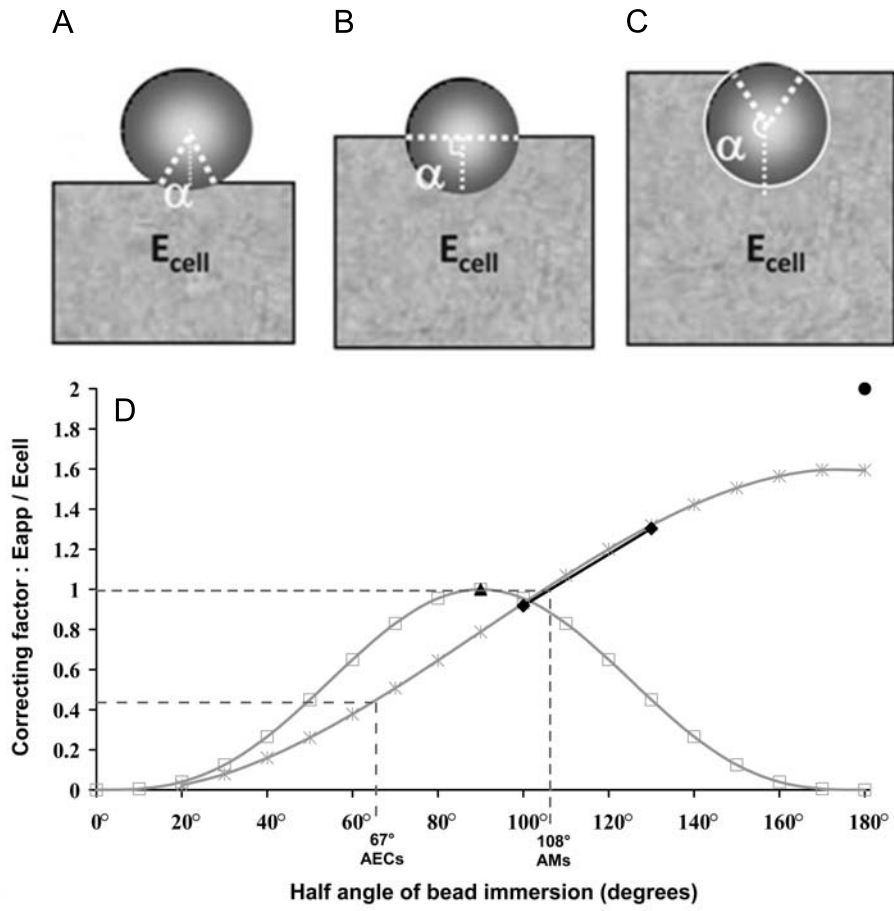 A
B
C
α
α
α
Ecell
Ecell
Ecell
D
Correcting factor : Eapp / Ecell
2
1.8
1.6
1.4
1.2
1
0.8
0.6
0.4
0.2
0
0° 20° 40° 60° 80° 100° 120° 140° 160° 180°
67° 108°
AECs AMs
Half angle of bead immersion (degrees)